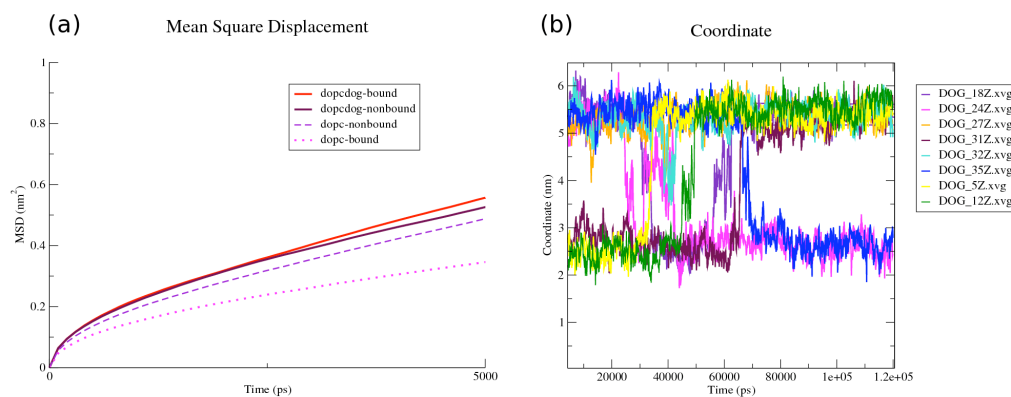 (a)
Mean Square Displacement
1
0.8
0.6
0.4
0.2
0
MSD (nm²)
0
5000
Time (ps)
dopcdog-bound
dopcdog-nonbound
dopc-nonbound
dopc-bound
(b)
Coordinate
6
5
4
3
2
1
Coordinate (nm)
20000
40000
60000
80000
1e+05
1.2e+05
Time (ps)
DOG_18Z.xvg
DOG_24Z.xvg
DOG_27Z.xvg
DOG_31Z.xvg
DOG_32Z.xvg
DOG_35Z.xvg
DOG_5Z.xvg
DOG_12Z.xvg